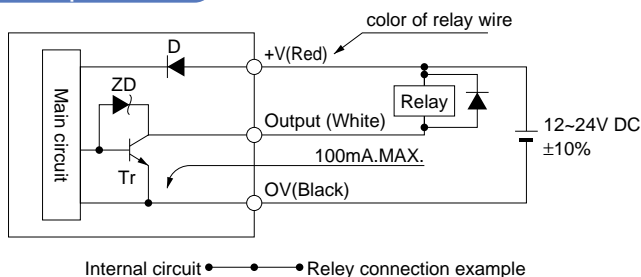 color of relay wire
D
+V(Red)
ZD
Main circuit
Relay
Output (White)
12~24V DC
±10%
100mA.MAX.
Tr
OV(Black)
Internal circuit
Reley connection example